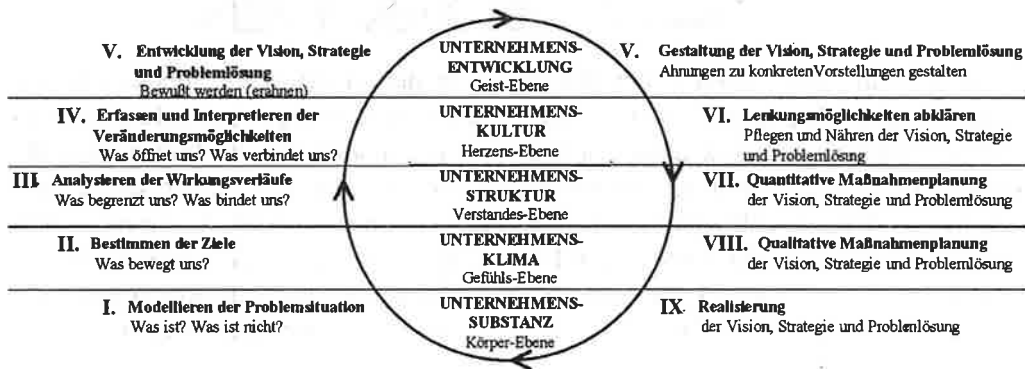 V. Entwicklung der Vision, Strategie
und Problemlösung
Bewußt werden (erahnen)
IV. Erfassen und Interpretieren der
Veränderungsmöglichkeiten
Was öffnet uns? Was verbindet uns?
III. Analysieren der Wirkungsverläufe
Was begrenzt uns? Was bindet uns?
II. Bestimmen der Ziele
Was bewegt uns?
I. Modellieren der Problemsituation
Was ist? Was ist nicht?
UNTERNEHMENS-
ENTWICKLUNG
Geist-Ebene
UNTERNEHMENS-
KULTUR
Herzens-Ebene
UNTERNEHMENS-
STRUKTUR
Verstandes-Ebene
UNTERNEHMENS-
KLIMA
Gefühls-Ebene
UNTERNEHMENS-
SUBSTANZ
Körper-Ebene
V. Gestaltung der Vision, Strategie und Problemlösung
Ahnungen zu konkreten Vorstellungen gestalten
VI. Lenkungsmöglichkeiten abklären
Pflegen und Nähren der Vision, Strategie
und Problemlösung
VII. Quantitative Maßnahmenplanung
der Vision, Strategie und Problemlösung
VIII. Qualitative Maßnahmenplanung
der Vision, Strategie und Problemlösung
IX. Realisierung
der Vision, Strategie und Problemlösung